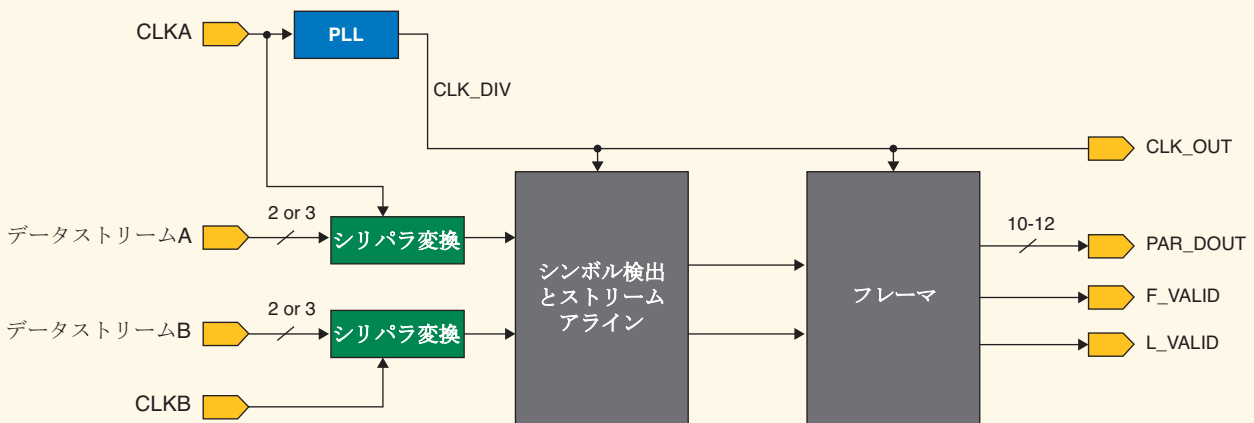 CLKA
PLL
CLK_DIV
CLK_OUT
データストリームA
2 or 3
シリパラ変換
シンボル検出
とストリーム
アライン
フレーマ
10-12
PAR_DOUT
F_VALID
L_VALID
データストリームB
2 or 3
シリパラ変換
CLKB